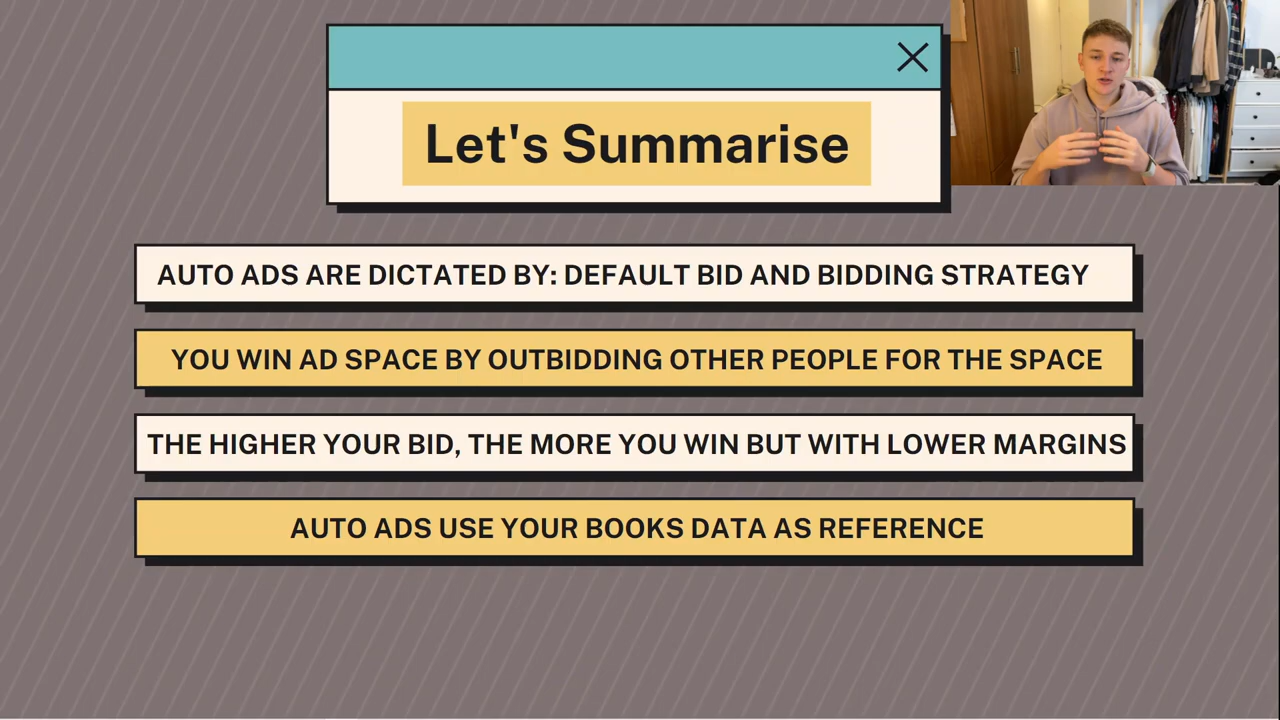 Let's Summarise
AUTO ADS ARE DICTATED BY: DEFAULT BID AND BIDDING STRATEGY
YOU WIN AD SPACE BY OUTBIDDING OTHER PEOPLE FOR THE SPACE
THE HIGHER YOUR BID, THE MORE YOU WIN BUT WITH LOWER MARGINS
AUTO ADS USE YOUR BOOKS DATA AS REFERENCE